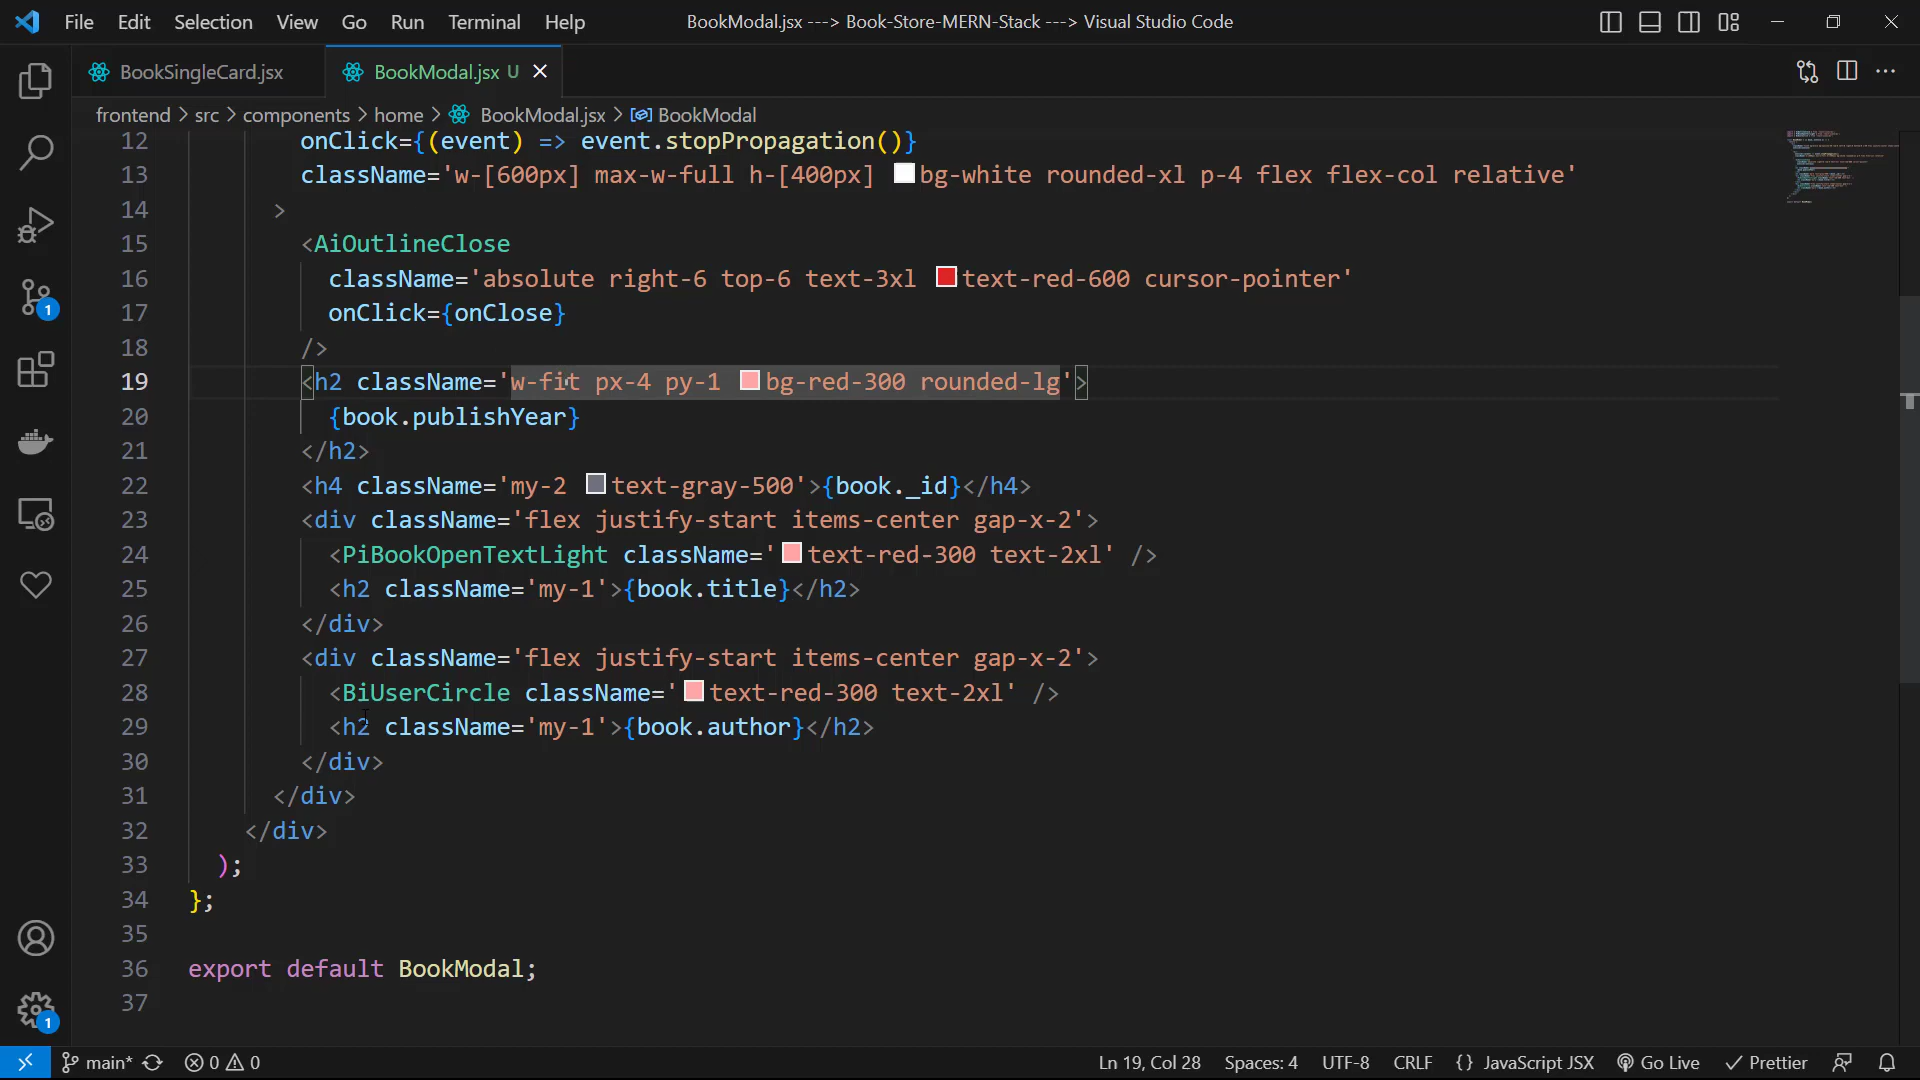 File Edit Selection View Go Run Terminal Help BookModal.jsx ---> Book-Store-MERN-Stack ---> Visual Studio Code
BookSingleCard.jsx BookModal.jsx U
frontend > src > components > home > BookModal.jsx > BookModal
12 onClick={(event) => event.stopPropagation()}
13 className='w-[600px] max-w-full h-[400px] bg-white rounded-xl p-4 flex flex-col relative'
14 >
15 <AiOutlineClose
16 className='absolute right-6 top-6 text-3xl text-red-600 cursor-pointer'
17 onClick={onClose}
18 />
19 <h2 className='w-fit px-4 py-1 bg-red-300 rounded-lg'>
20 {book.publishYear}
21 </h2>
22 <h4 className='my-2 text-gray-500'>{book._id}</h4>
23 <div className='flex justify-start items-center gap-x-2'>
24 <PiBookOpenTextLight className='text-red-300 text-2xl' />
25 <h2 className='my-1'>{book.title}</h2>
26 </div>
27 <div className='flex justify-start items-center gap-x-2'>
28 <BiUserCircle className='text-red-300 text-2xl' />
29 <h2 className='my-1'>{book.author}</h2>
30 </div>
31 </div>
32 </div>
33 );
34 };
35
36 export default BookModal;
37
1
1
main* 0 0 Ln 19, Col 28 Spaces: 4 UTF-8 CRLF {} JavaScript JSX Go Live Prettier